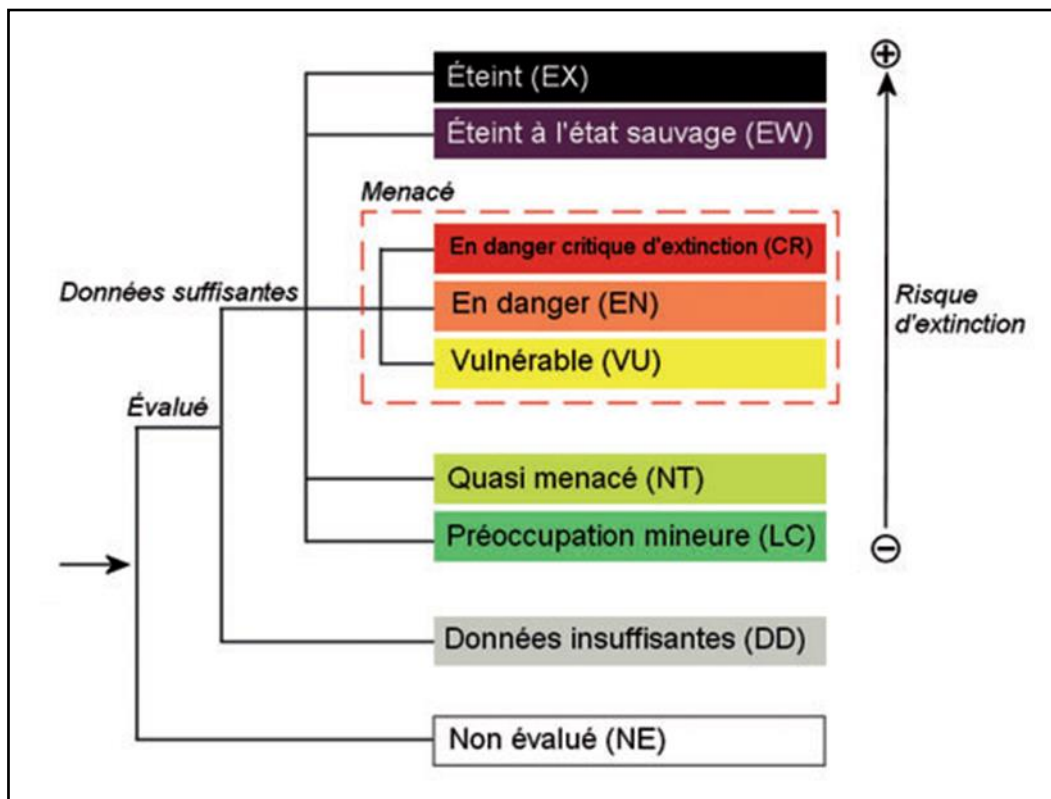 Éteint (EX)
Éteint à l'état sauvage (EW)
Menacé
En danger critique d'extinction (CR)
Données suffisantes
En danger (EN)
Risque
d'extinction
Vulnérable (VU)
Évalué
Quasi menacé (NT)
Préoccupation mineure (LC)
Données insuffisantes (DD)
Non évalué (NE)